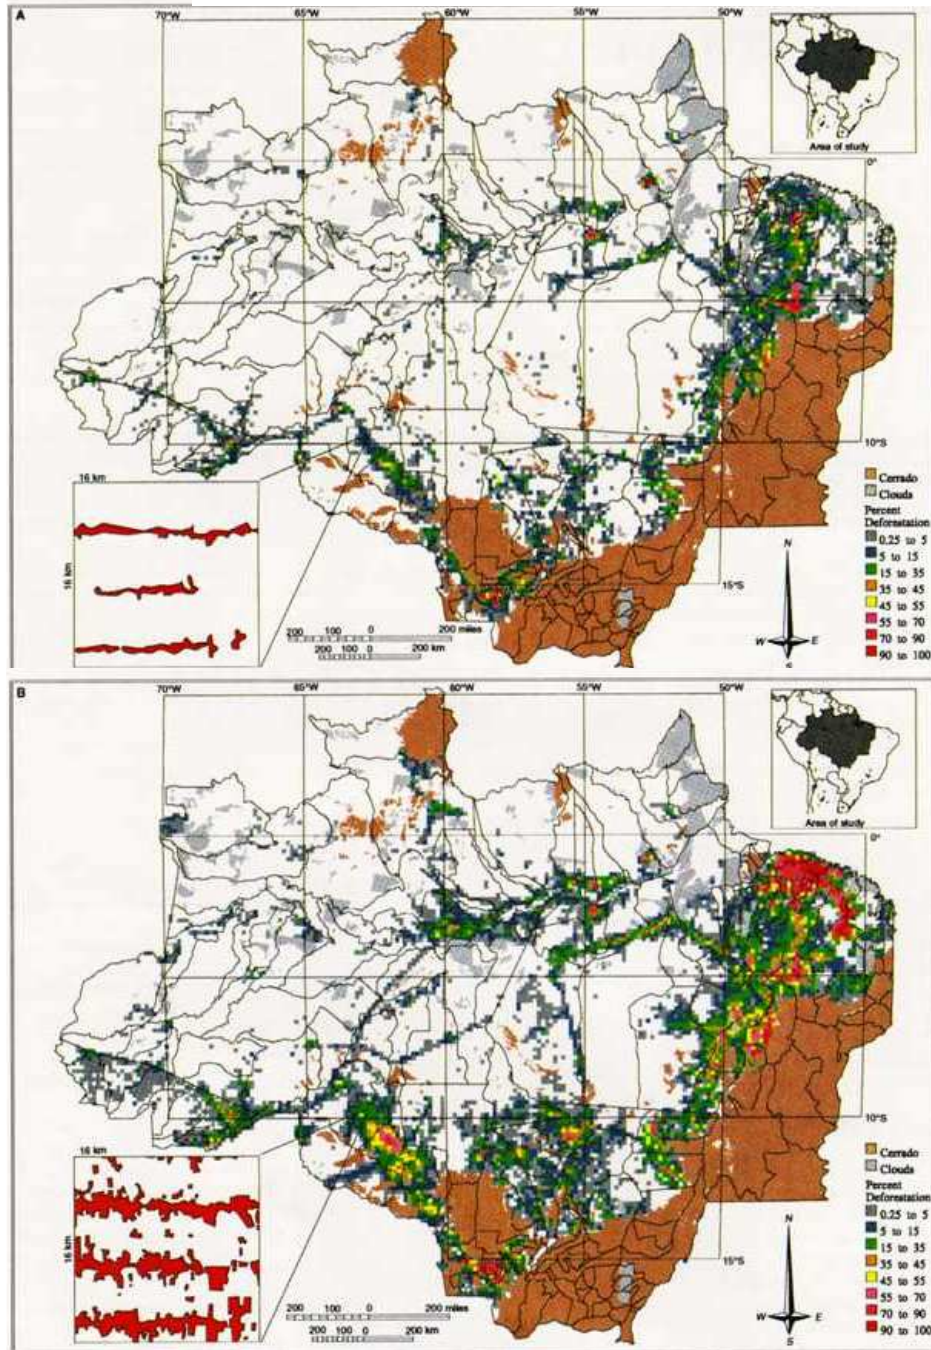 A
70°W
65°W
60°W
55°W
50°W
Area of study
0°
10°S
15°S
16 km
16 km
Cerrado
Clouds
Percent
Deforestation
0.25 to 5
5 to 15
15 to 35
35 to 45
45 to 55
55 to 70
70 to 90
90 to 100
N
W E
S
200 100 0 200 miles
200 100 0 200 km
B
70°W
65°W
60°W
55°W
50°W
Area of study
0°
10°S
15°S
16 km
16 km
Cerrado
Clouds
Percent
Deforestation
0.25 to 5
5 to 15
15 to 35
35 to 45
45 to 55
55 to 70
70 to 90
90 to 100
N
W E
S
200 100 0 200 miles
200 100 0 200 km